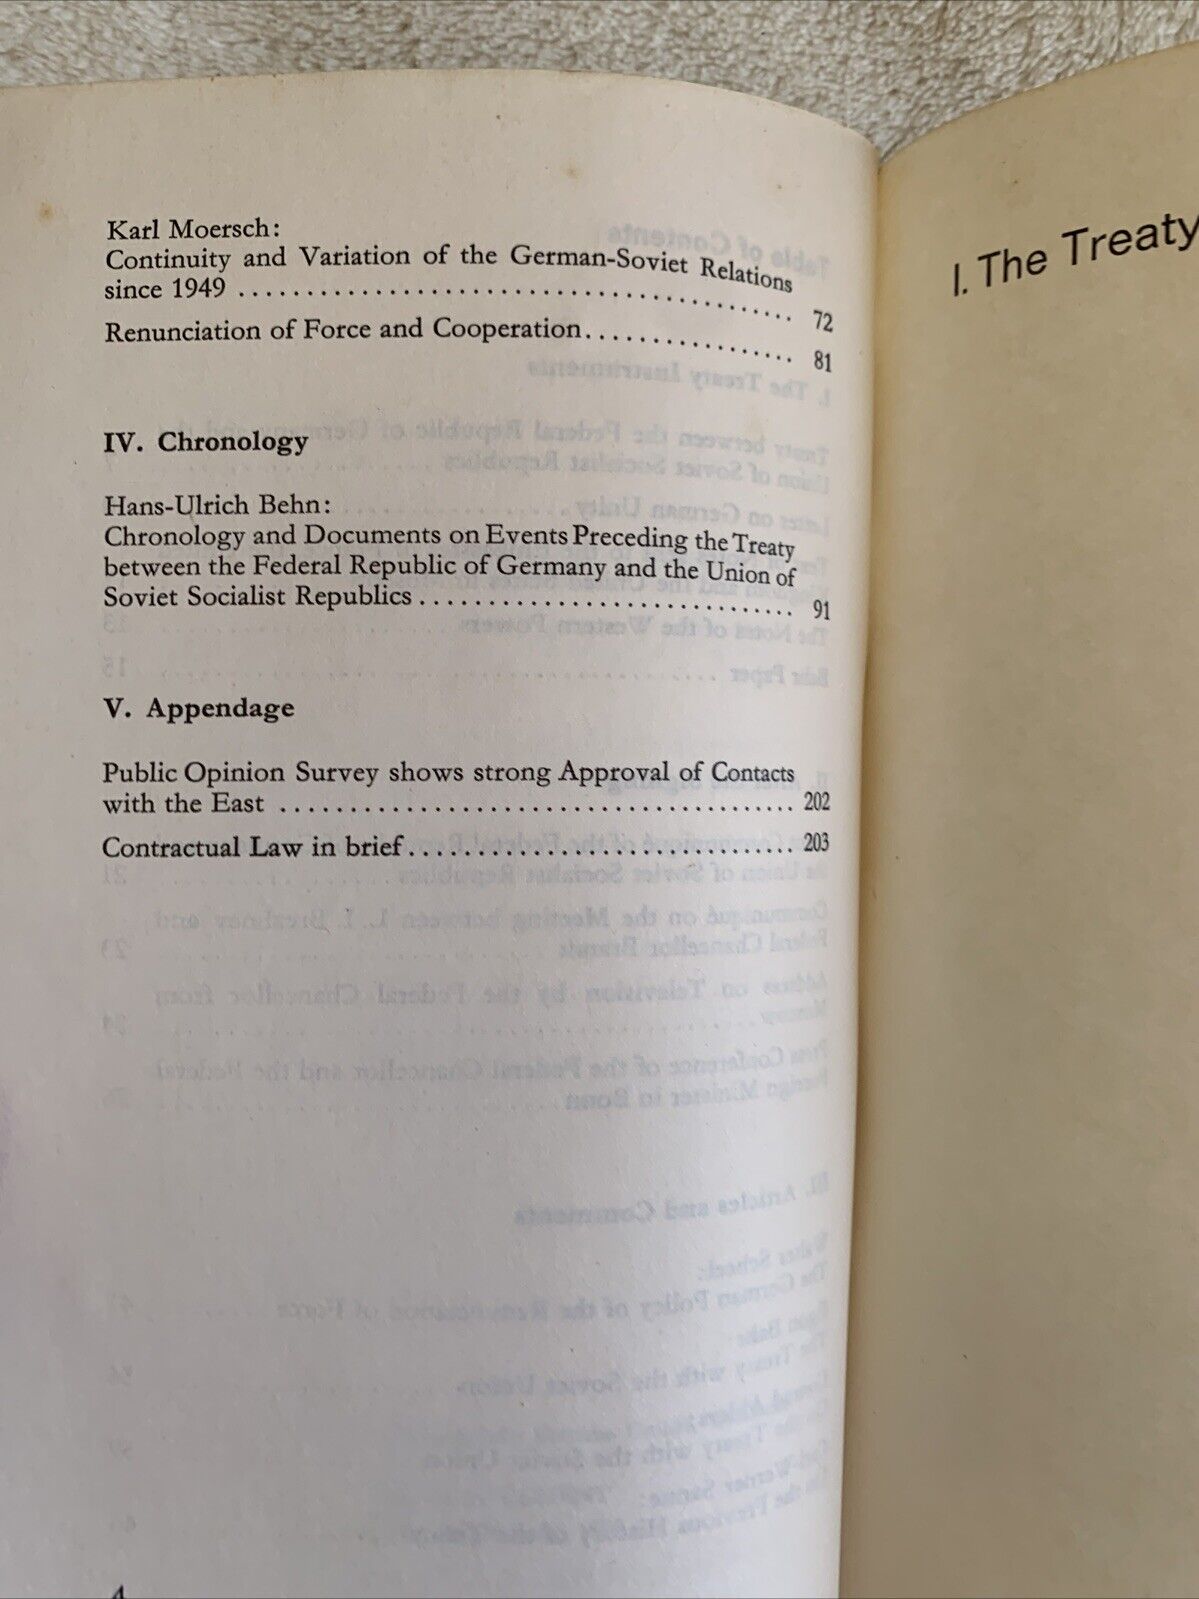 Karl Moersch:
Continuity and Variation of the German-Soviet Relations
since 1949 ........................................ 72
Renunciation of Force and Cooperation................ 81
IV. Chronology
Hans-Ulrich Behn:
Chronology and Documents on Events Preceding the Treaty
between the Federal Republic of Germany and the Union of
Soviet Socialist Republics ............................ 91
V. Appendage
Public Opinion Survey shows strong Approval of Contacts
with the East ...................................... 202
Contractual Law in brief............................. 203
4
I. The Treaty